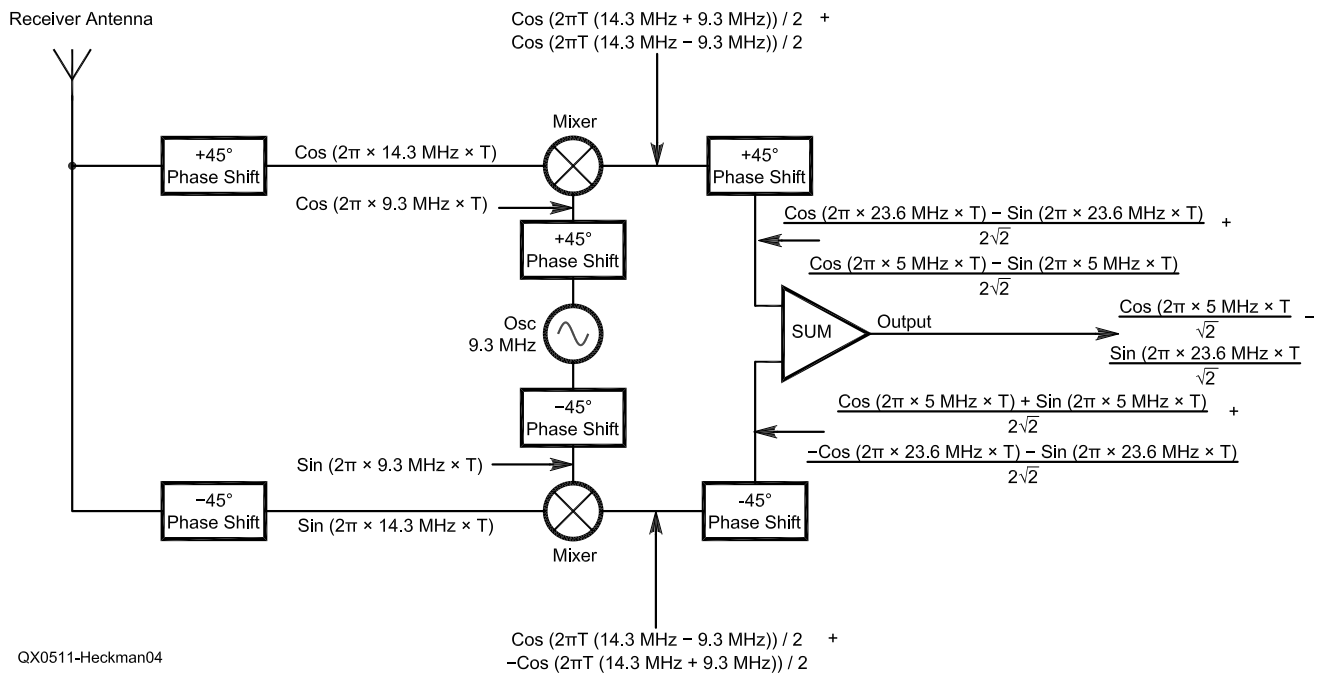 Receiver Antenna
Cos (2πT (14.3 MHz + 9.3 MHz)) / 2 +
Cos (2πT (14.3 MHz − 9.3 MHz)) / 2
Mixer
+45°
Phase Shift
Cos (2π × 14.3 MHz × T)
+45°
Phase Shift
Cos (2π × 9.3 MHz × T)
+45°
Phase Shift
Cos (2π × 23.6 MHz × T) − Sin (2π × 23.6 MHz × T) +
2√2
Cos (2π × 5 MHz × T) − Sin (2π × 5 MHz × T)
2√2
Osc
9.3 MHz
SUM
Output
Cos (2π × 5 MHz × T −
√2
Sin (2π × 23.6 MHz × T
√2
−45°
Phase Shift
Cos (2π × 5 MHz × T) + Sin (2π × 5 MHz × T) +
2√2
−Cos (2π × 23.6 MHz × T) − Sin (2π × 23.6 MHz × T)
2√2
Sin (2π × 9.3 MHz × T)
−45°
Phase Shift
Sin (2π × 14.3 MHz × T)
-45°
Phase Shift
Mixer
Cos (2πT (14.3 MHz − 9.3 MHz)) / 2 +
−Cos (2πT (14.3 MHz + 9.3 MHz)) / 2
QX0511-Heckman04